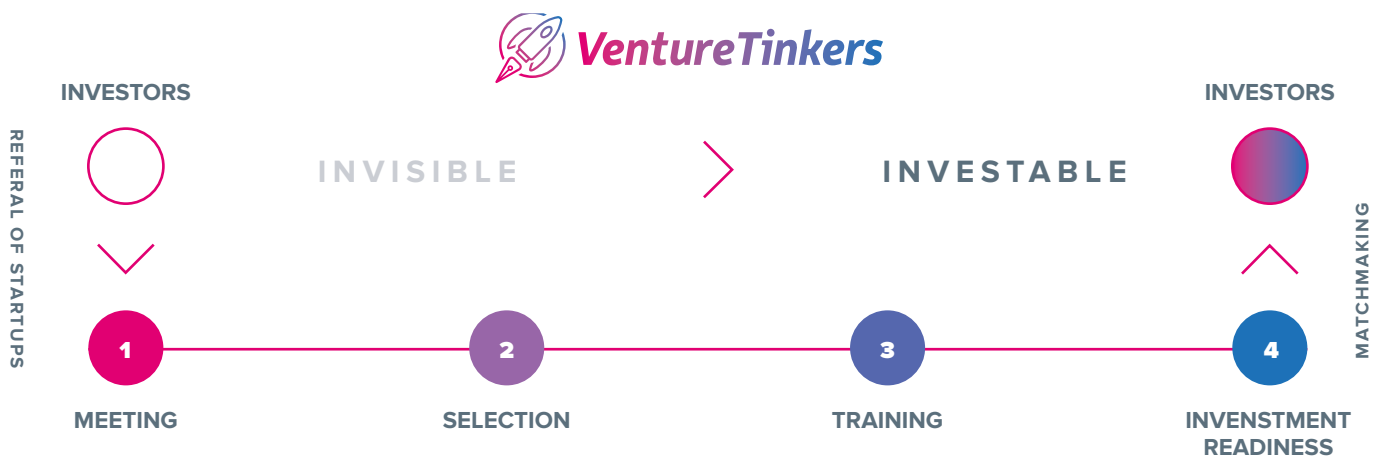 VentureTinkers
INVESTORS
INVESTORS
REFERAL OF STARTUPS
INVISIBLE
INVESTABLE
MATCHMAKING
1
2
3
4
MEETING
SELECTION
TRAINING
INVENSTMENT
READINESS